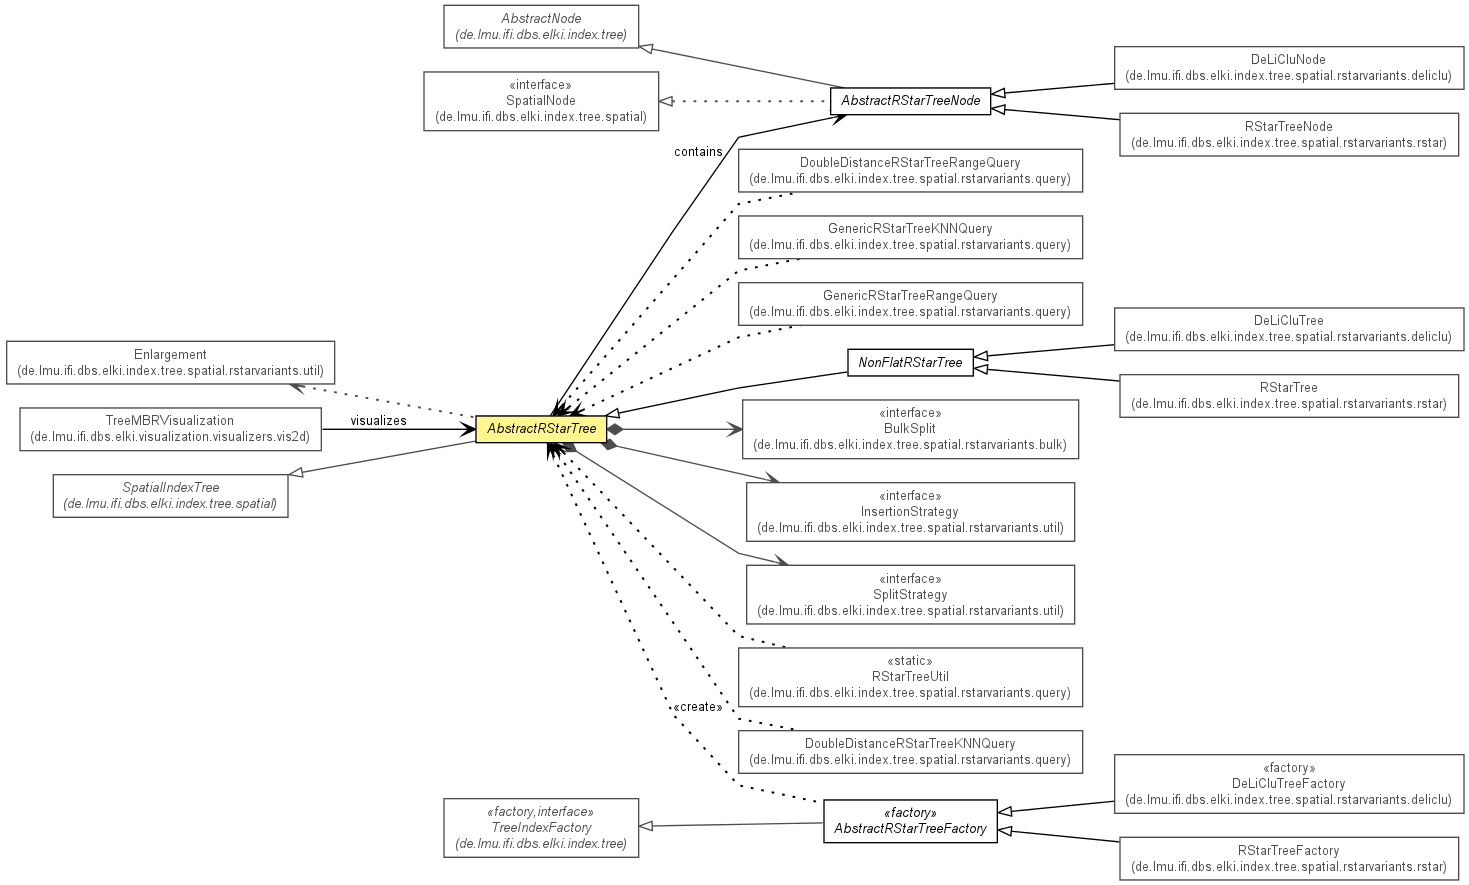 AbstractNode
(de.lmu.ifi.dbs.elki.index.tree)
«interface»
SpatialNode
(de.lmu.ifi.dbs.elki.index.tree.spatial)
AbstractRStarTreeNode
DeLiCluNode
(de.lmu.ifi.dbs.elki.index.tree.spatial.rstarvariants.deliclu)
RStarTreeNode
(de.lmu.ifi.dbs.elki.index.tree.spatial.rstarvariants.rstar)
contains
DoubleDistanceRStarTreeRangeQuery
(de.lmu.ifi.dbs.elki.index.tree.spatial.rstarvariants.query)
GenericRStarTreeKNNQuery
(de.lmu.ifi.dbs.elki.index.tree.spatial.rstarvariants.query)
GenericRStarTreeRangeQuery
(de.lmu.ifi.dbs.elki.index.tree.spatial.rstarvariants.query)
NonFlatRStarTree
DeLiCluTree
(de.lmu.ifi.dbs.elki.index.tree.spatial.rstarvariants.deliclu)
RStarTree
(de.lmu.ifi.dbs.elki.index.tree.spatial.rstarvariants.rstar)
Enlargement
(de.lmu.ifi.dbs.elki.index.tree.spatial.rstarvariants.util)
TreeMBRVisualization
(de.lmu.ifi.dbs.elki.visualization.visualizers.vis2d)
visualizes
AbstractRStarTree
SpatialIndexTree
(de.lmu.ifi.dbs.elki.index.tree.spatial)
«interface»
BulkSplit
(de.lmu.ifi.dbs.elki.index.tree.spatial.rstarvariants.bulk)
«interface»
InsertionStrategy
(de.lmu.ifi.dbs.elki.index.tree.spatial.rstarvariants.util)
«interface»
SplitStrategy
(de.lmu.ifi.dbs.elki.index.tree.spatial.rstarvariants.util)
«static»
RStarTreeUtil
(de.lmu.ifi.dbs.elki.index.tree.spatial.rstarvariants.query)
«create»
DoubleDistanceRStarTreeKNNQuery
(de.lmu.ifi.dbs.elki.index.tree.spatial.rstarvariants.query)
«factory,interface»
TreeIndexFactory
(de.lmu.ifi.dbs.elki.index.tree)
«factory»
AbstractRStarTreeFactory
«factory»
DeLiCluTreeFactory
(de.lmu.ifi.dbs.elki.index.tree.spatial.rstarvariants.deliclu)
RStarTreeFactory
(de.lmu.ifi.dbs.elki.index.tree.spatial.rstarvariants.rstar)